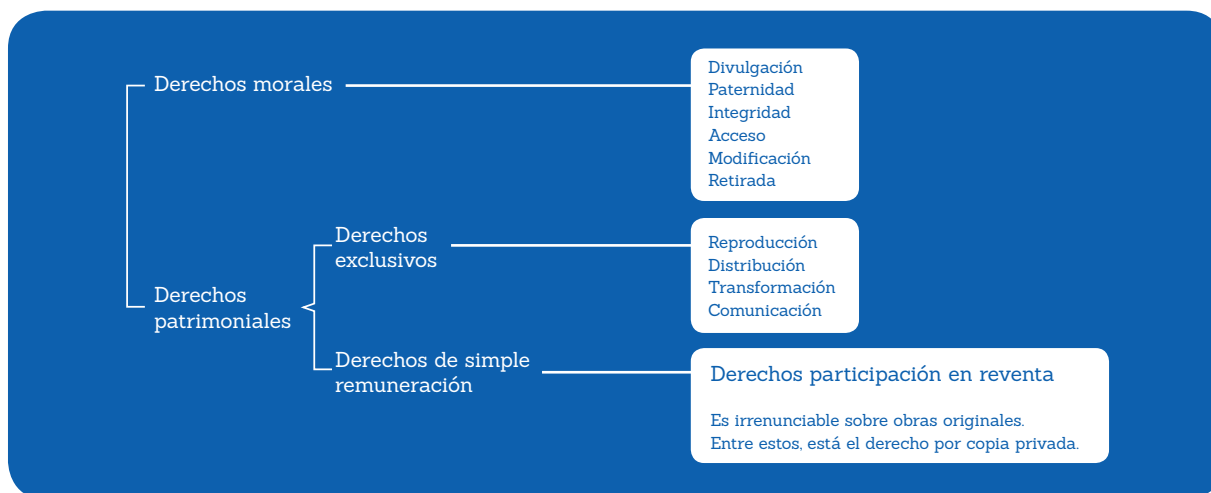 Derechos morales
Divulgación
Paternidad
Integridad
Acceso
Modificación
Retirada
Derechos
patrimoniales
Derechos
exclusivos
Reproducción
Distribución
Transformación
Comunicación
Derechos de simple
remuneración
Derechos participación en reventa
Es irrenunciable sobre obras originales.
Entre estos, está el derecho por copia privada.